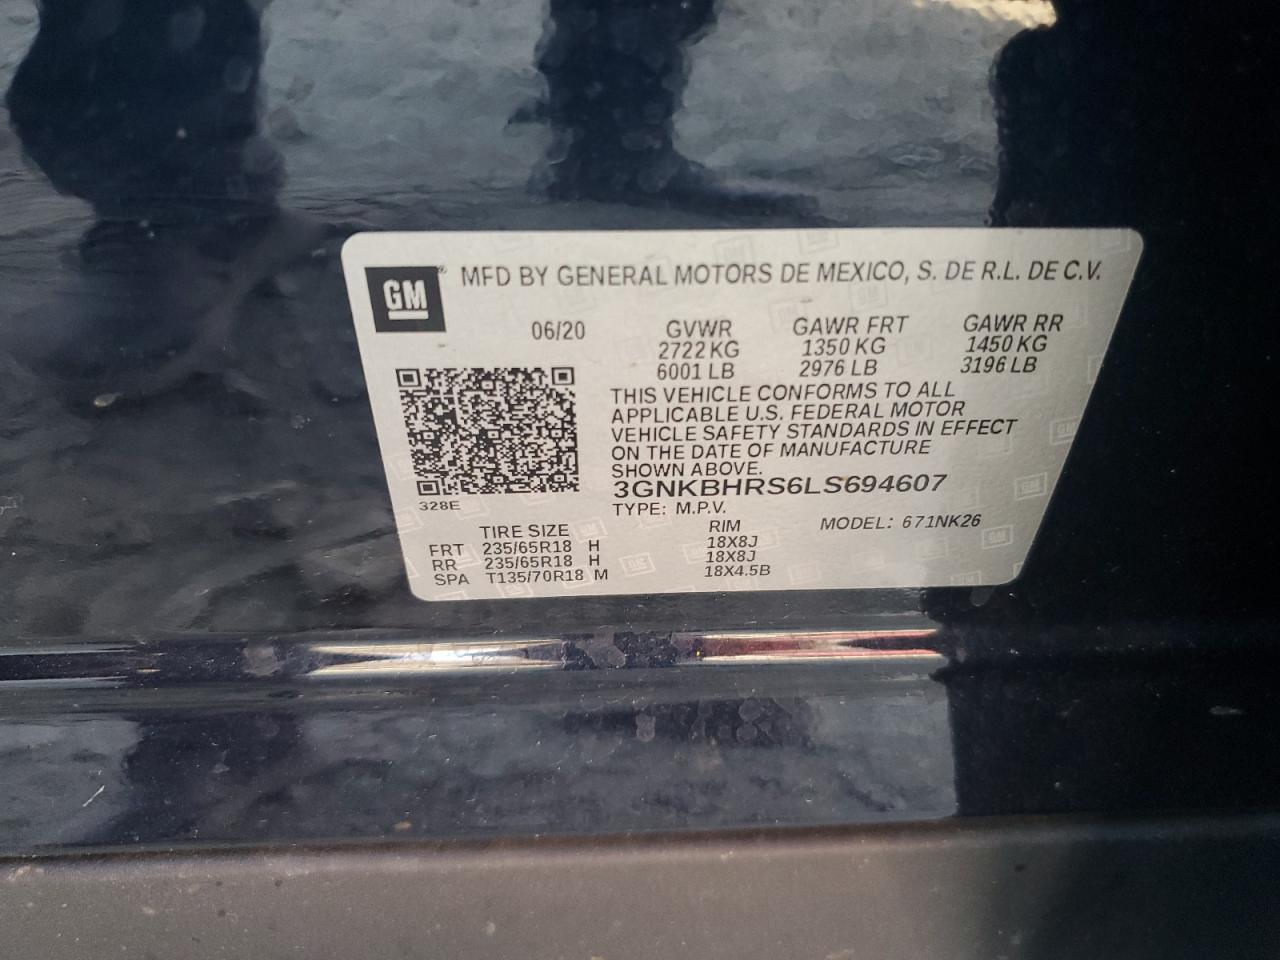 GM® MFD BY GENERAL MOTORS DE MEXICO, S. DE R.L. DE C.V.
06/20 GVWR GAWR FRT GAWR RR
2722 KG 1350 KG 1450 KG
6001 LB 2976 LB 3196 LB
THIS VEHICLE CONFORMS TO ALL
APPLICABLE U.S. FEDERAL MOTOR
VEHICLE SAFETY STANDARDS IN EFFECT
ON THE DATE OF MANUFACTURE
SHOWN ABOVE.
3GNKBHRS6LS694607
328E
TYPE: M.P.V.
TIRE SIZE RIM MODEL: 671NK26
FRT 235/65R18 H 18X8J
RR 235/65R18 H 18X8J
SPA T135/70R18 M 18X4.5B